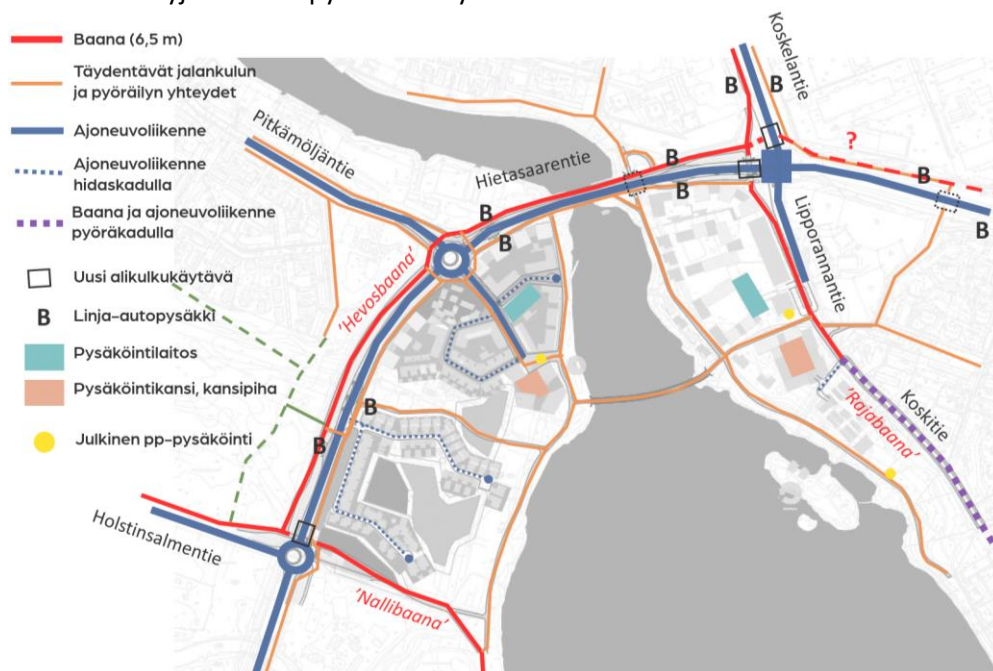 Baana (6,5 m)
Täydentävät jalankulun
ja pyöräilyn yhteydet
Ajoneuvoliikenne
Ajoneuvoliikenne
hidaskadulla
Baana ja ajoneuvoliikenne
pyöräkadulla
Uusi alikulkukäytävä
B Linja-autopysäkki
Pysäköintilaitos
Pysäköintikansi, kansipiha
Julkinen pp-pysäköinti
Koskelantie
B
B
?
Pitkämöljäntie
Hietasaarentie
B
B
B
B
B
B
Lipporannantie
'Hevosbaana'
B
B
'Rajabaana'
Koskitie
Holstinsalmentie
'Nallibaana'